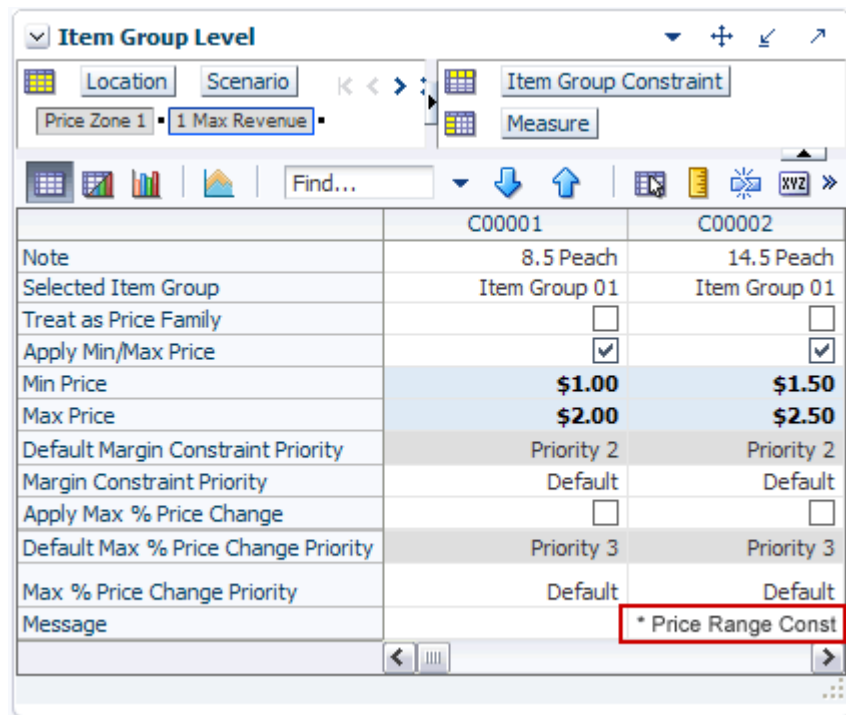 Item Group Level
Location Scenario
Item Group Constraint
Price Zone 1 1 Max Revenue
Measure
Find... XYZ
C00001 C00002
Note 8.5 Peach 14.5 Peach
Selected Item Group Item Group 01 Item Group 01
Treat as Price Family
Apply Min/Max Price
Min Price $1.00 $1.50
Max Price $2.00 $2.50
Default Margin Constraint Priority Priority 2 Priority 2
Margin Constraint Priority Default Default
Apply Max % Price Change
Default Max % Price Change Priority Priority 3 Priority 3
Max % Price Change Priority Default Default
Message * Price Range Const